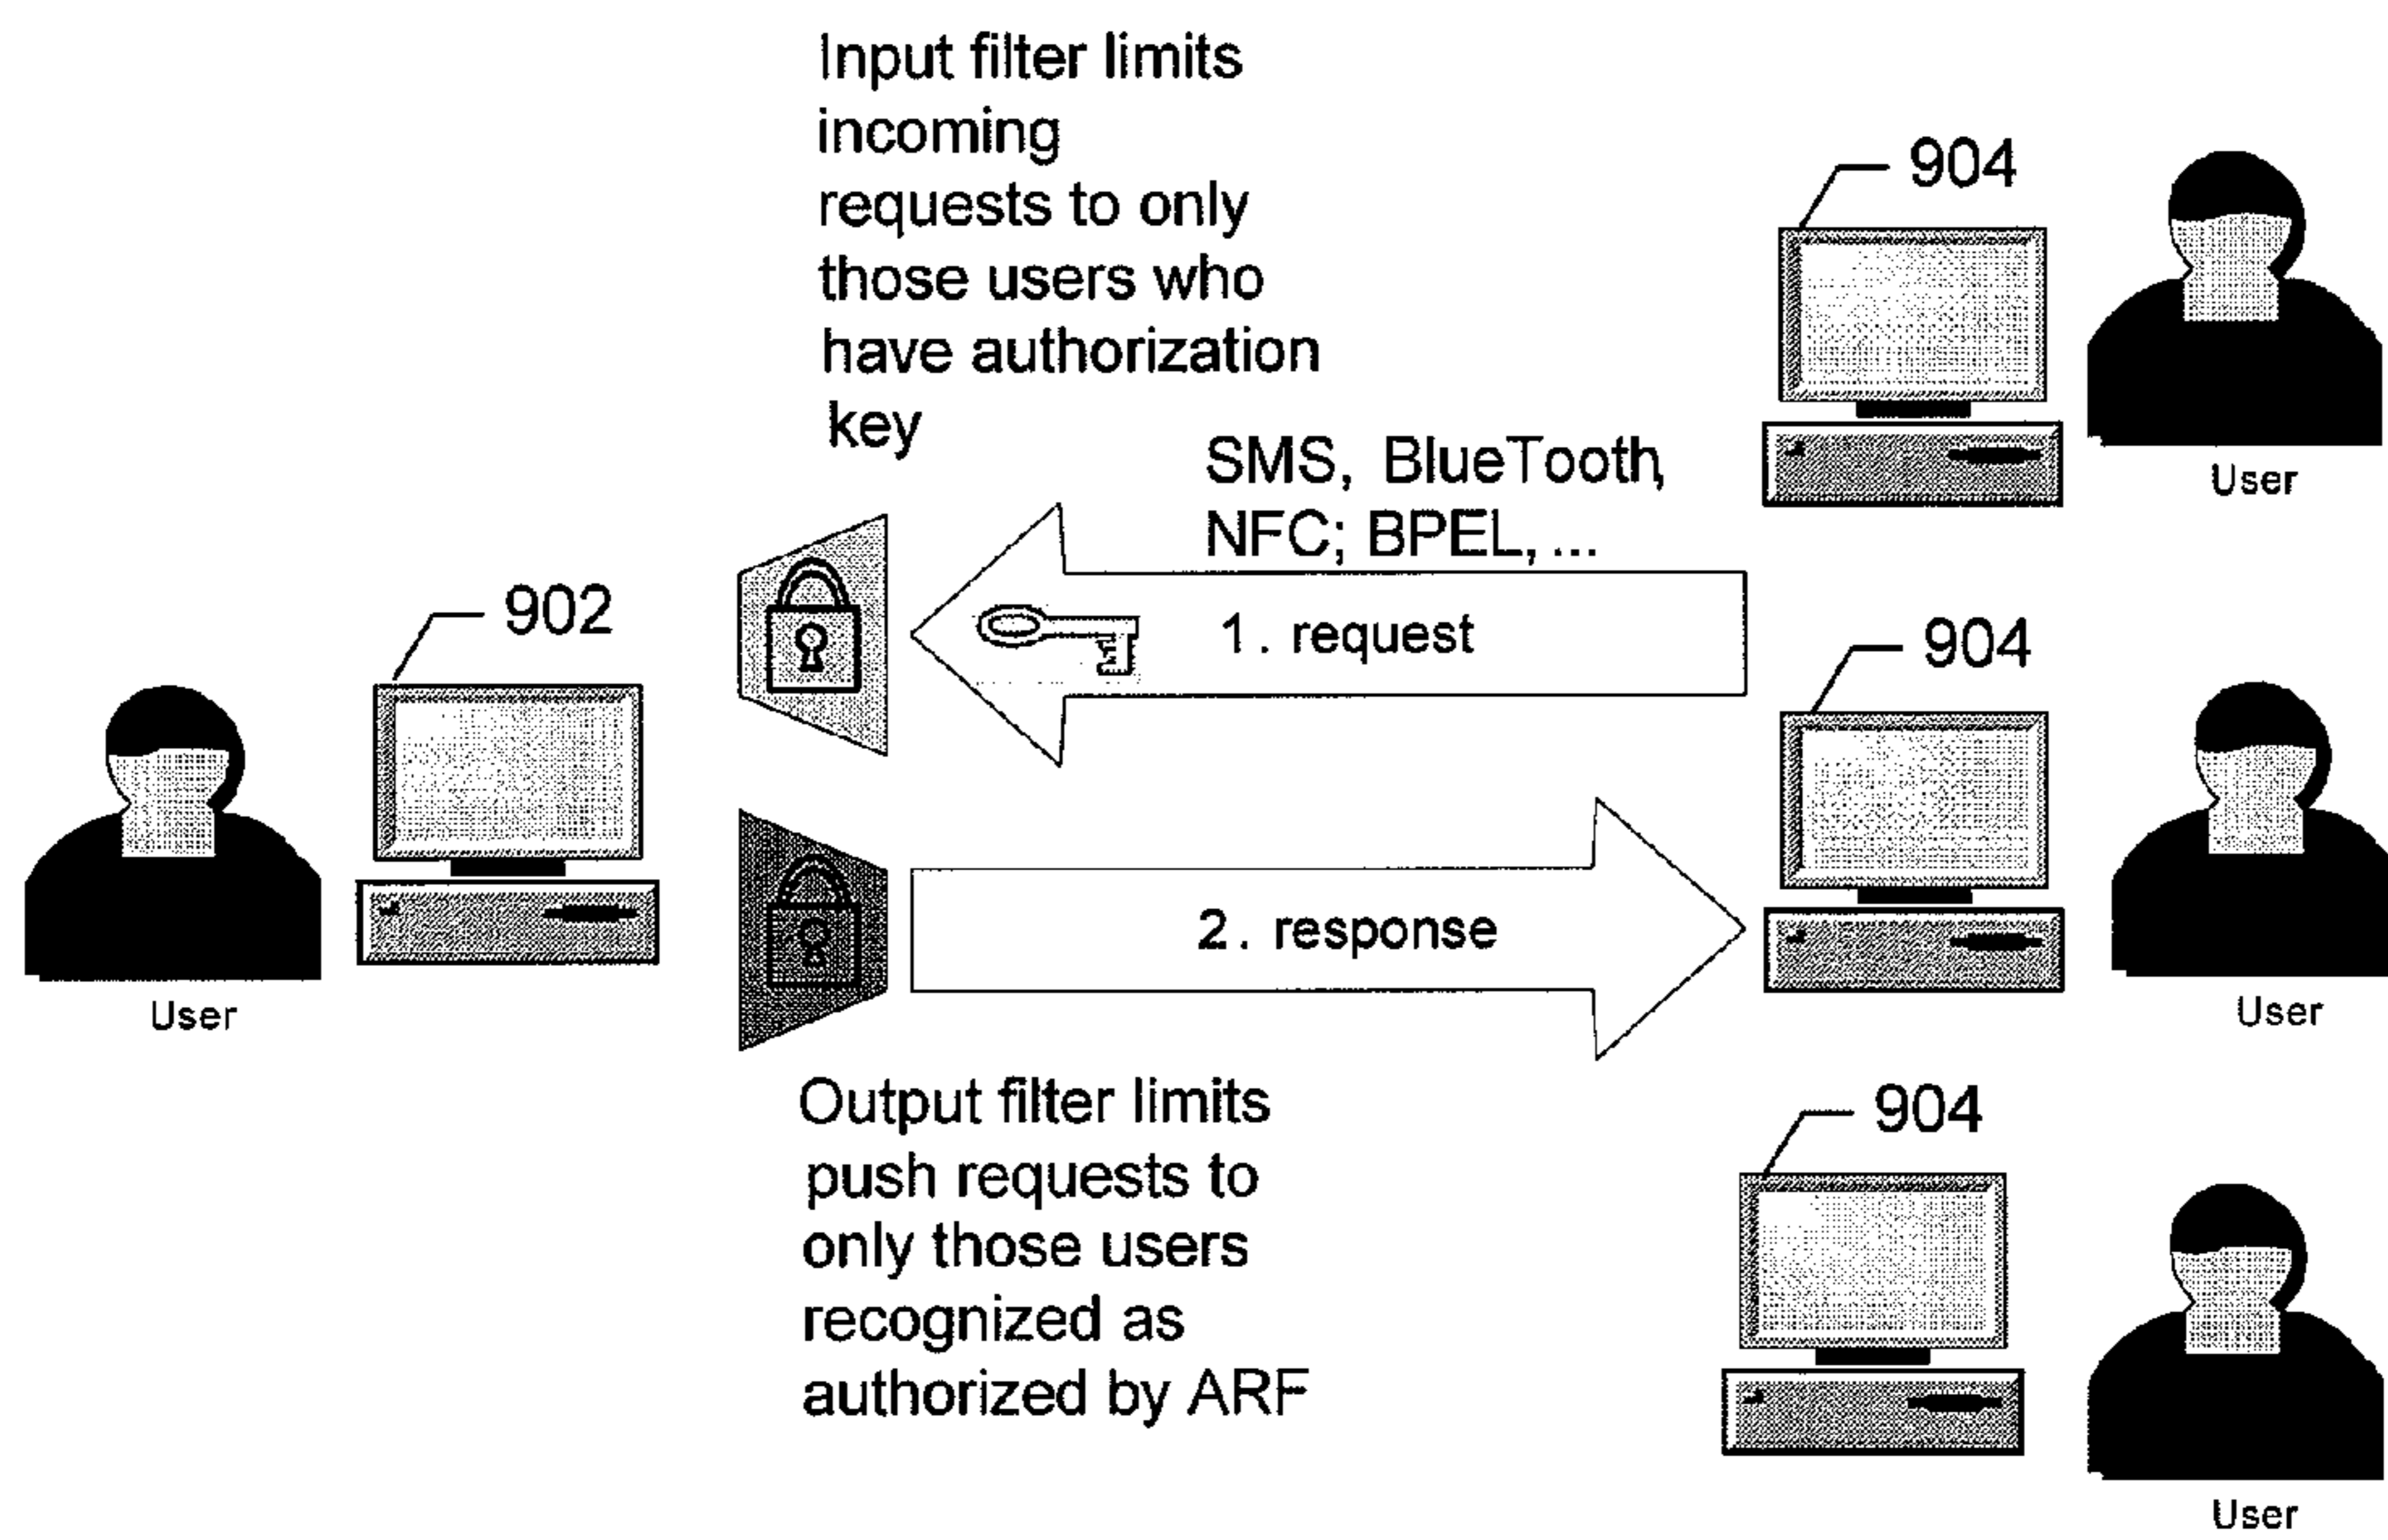 Input filter limits
incoming
requests to only
those users who
have authorization
key
904
User
SMS, BlueTooth,
NFC; BPEL, ...
1. request
902
User
904
User
2. response
Output filter limits
push requests to
only those users
recognized as
authorized by ARF
904
User